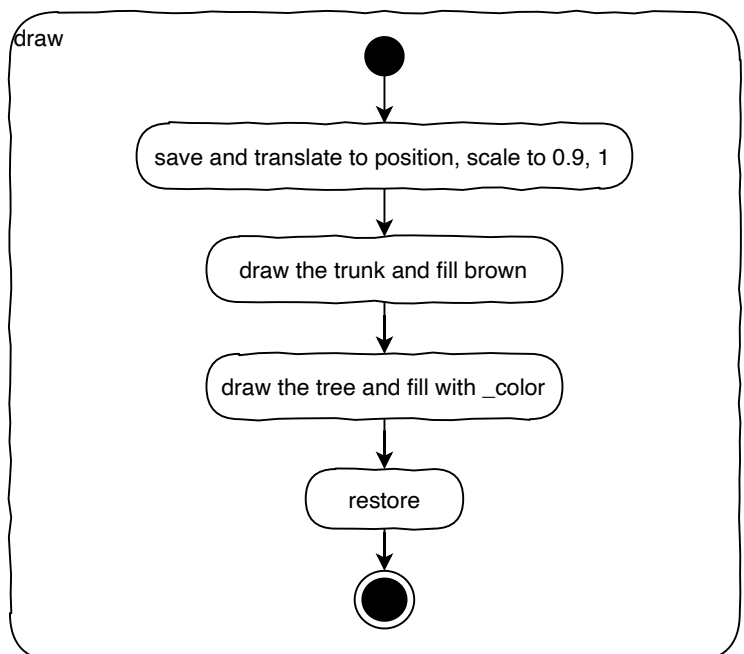 draw
save and translate to position, scale to 0.9, 1
draw the trunk and fill brown
draw the tree and fill with _color
restore